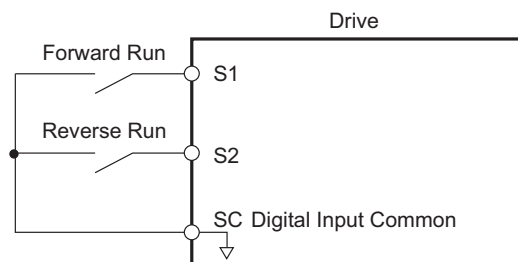 Drive
Forward Run
S1
Reverse Run
S2
SC Digital Input Common